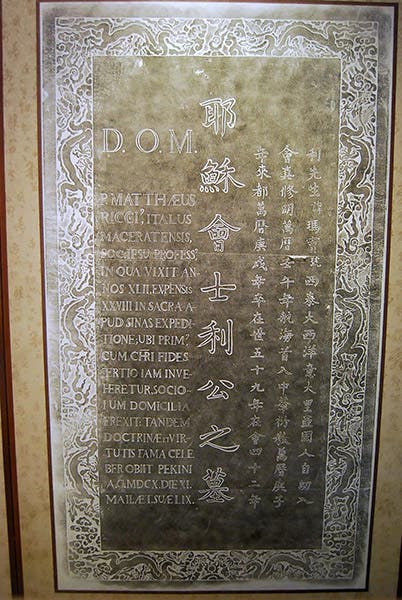 D.O.M.
P. MATTHÆUS
RICCI, ITALUS
MACERATENSIS,
SOC. IESU PROFESS,
IN QUA VIXIT AN-
NOS XLII. EXPENSIS
XXVIII IN SACRA A-
PUD SINAS EXPEDI-
TIONE; UBI PRIM⁹
CUM CHRI FIDES
TERTIO IAM INVE-
HERETUR, SOCIO-
RUM DOMICILIA
EREXIT. TANDEM
DOCTRINÆ ET VIR-
TUTIS FAMA CELE-
BER OBIIT PEKINI
A.C. MDCX. DIE XI.
MAII. ÆT. SUÆ LIX.
耶穌會士利公之墓
利先生諱瑪竇號西泰大西洋意大里亞國人自幼入
會真修明萬曆壬午年航海首入中華衍教萬曆庚子
年來都萬曆庚戌年卒在世五十九年在會四十二年